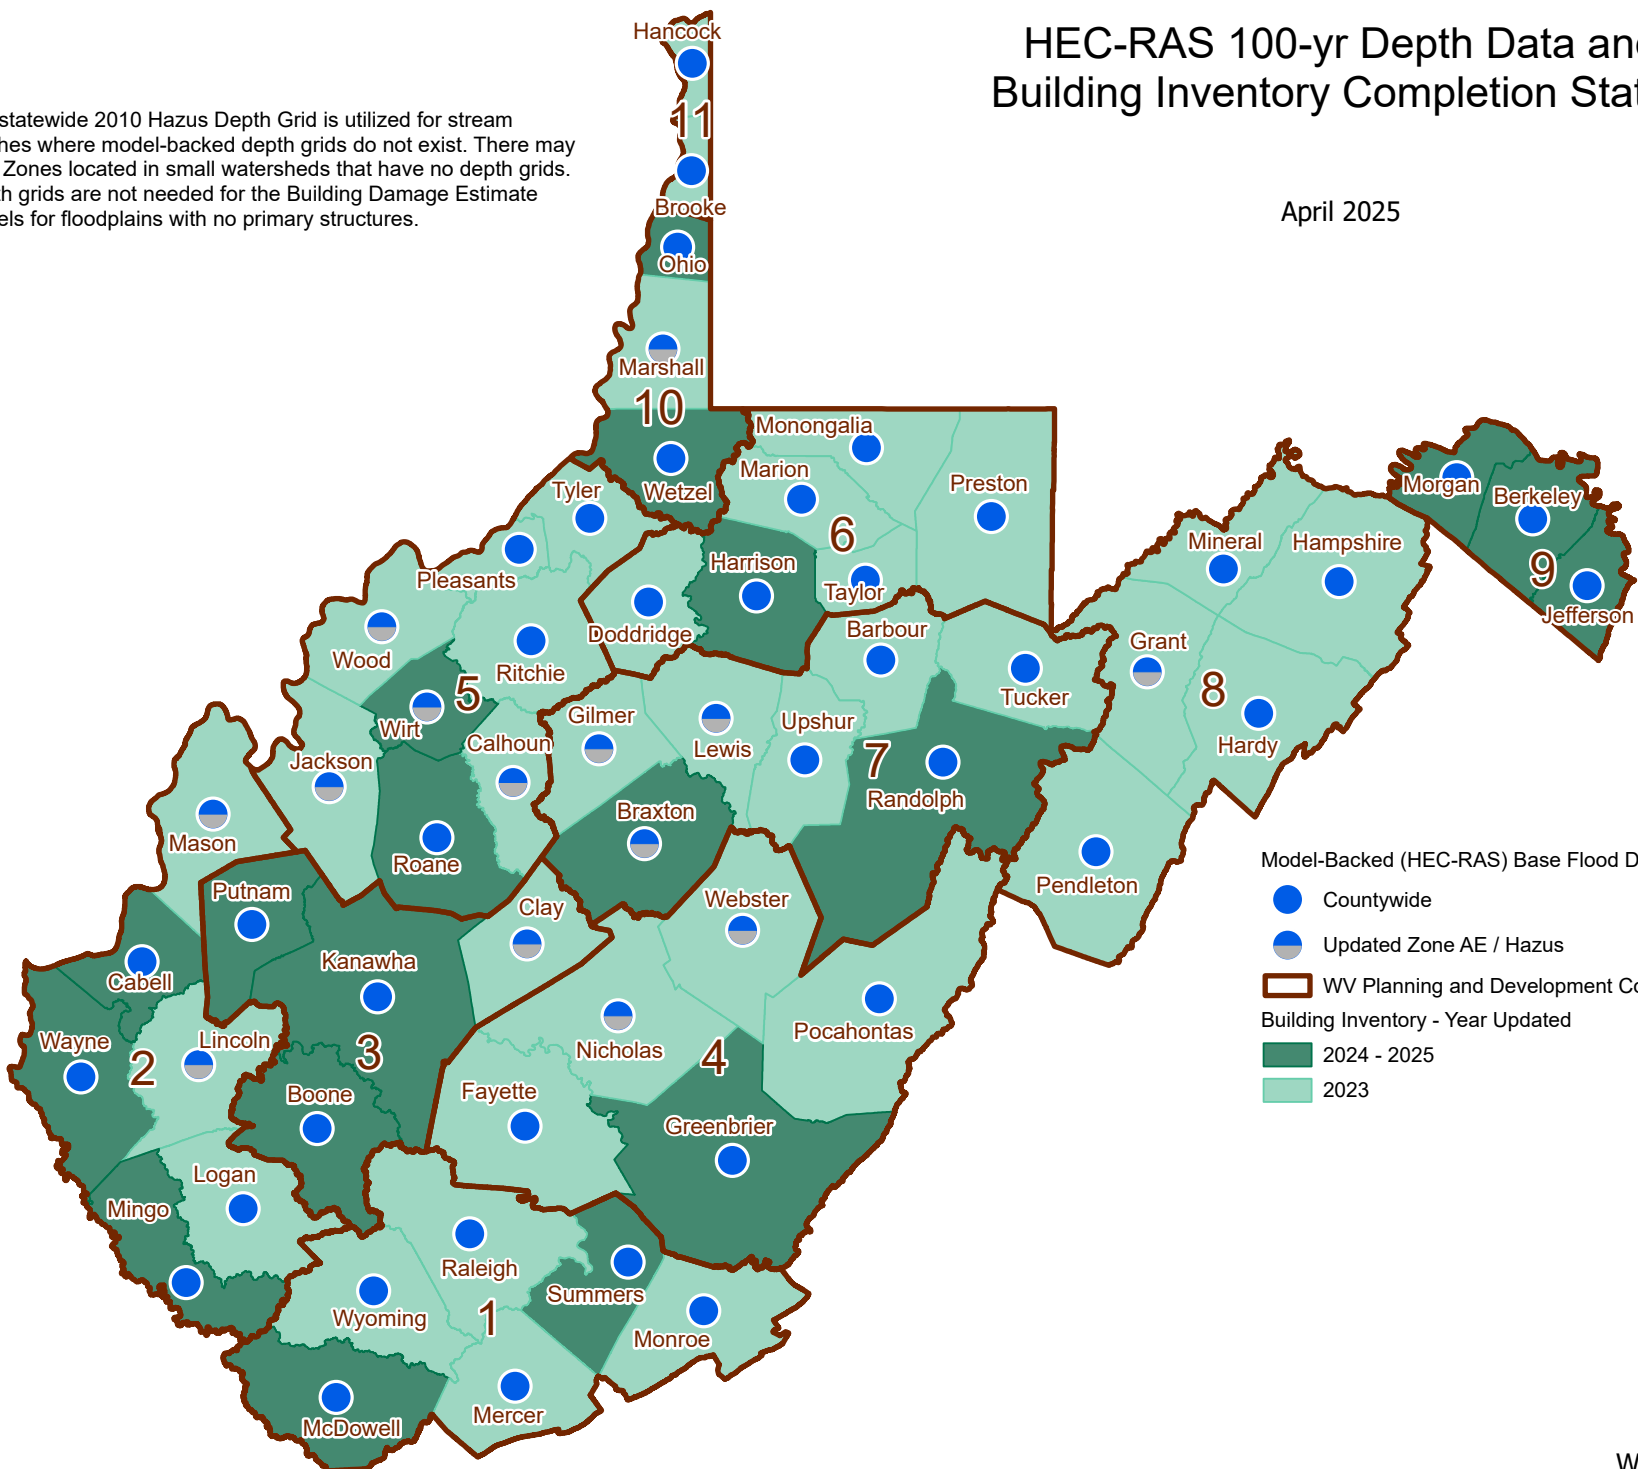 HEC-RAS 100-yr Depth Data and
Building Inventory Completion Stat
April 2025
statewide 2010 Hazus Depth Grid is utilized for stream
hes where model-backed depth grids do not exist. There may
Zones located in small watersheds that have no depth grids.
th grids are not needed for the Building Damage Estimate
els for floodplains with no primary structures.
Hancock
11
Brooke
Ohio
Marshall
10
Wetzel
Monongalia
Marion
Preston
Tyler
6
Pleasants
Harrison
Taylor
Morgan
Berkeley
9
Jefferson
Mineral
Hampshire
Doddridge
Barbour
Grant
Wood
Ritchie
Tucker
8
5
Wirt
Gilmer
Lewis
Upshur
Hardy
Calhoun
7
Jackson
Randolph
Braxton
Mason
Roane
Pendleton
Putnam
Clay
Webster
Kanawha
Cabell
Pocahontas
Wayne
Lincoln
Nicholas
2
3
4
Boone
Fayette
Greenbrier
Logan
Mingo
Raleigh
Summers
Wyoming
1
Monroe
Mercer
McDowell
Model-Backed (HEC-RAS) Base Flood D
Countywide
Updated Zone AE / Hazus
WV Planning and Development Co
Building Inventory - Year Updated
2024 - 2025
2023
W